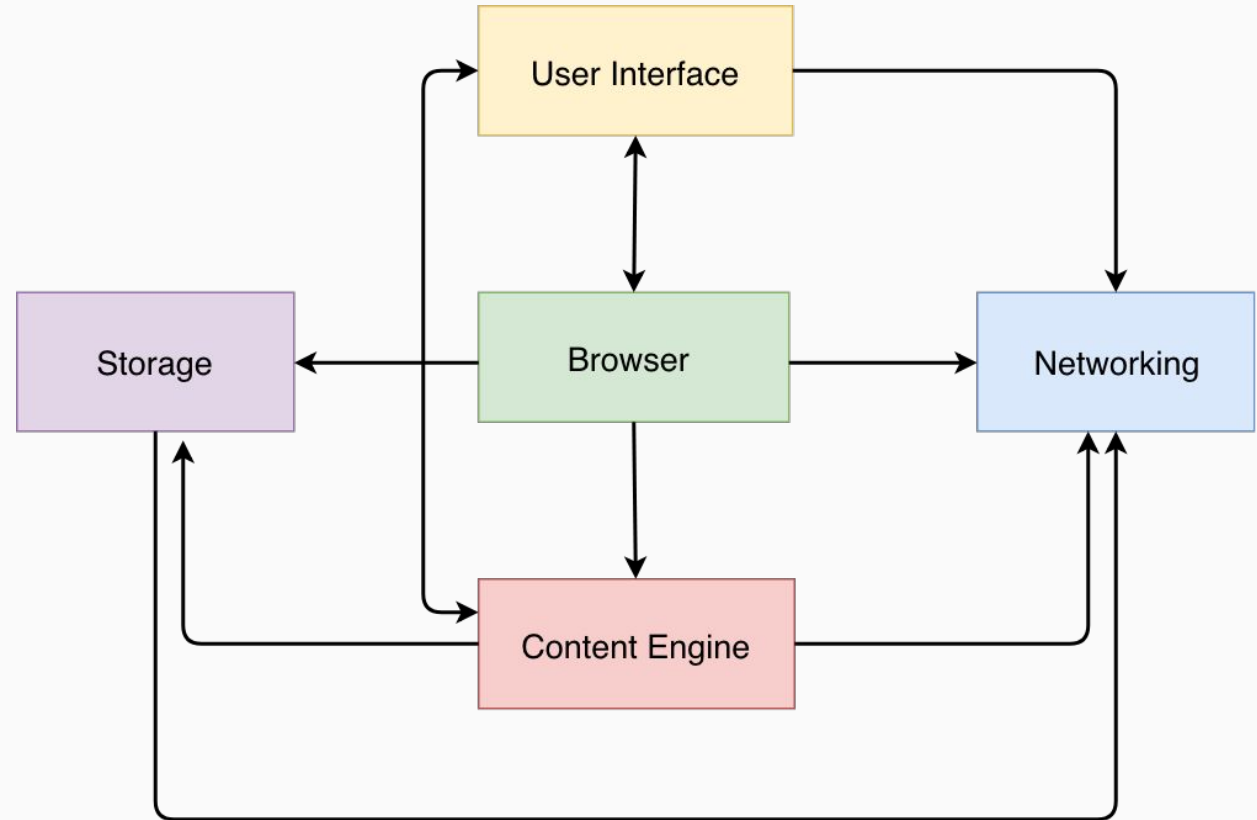 User Interface
Storage
Browser
Networking
Content Engine